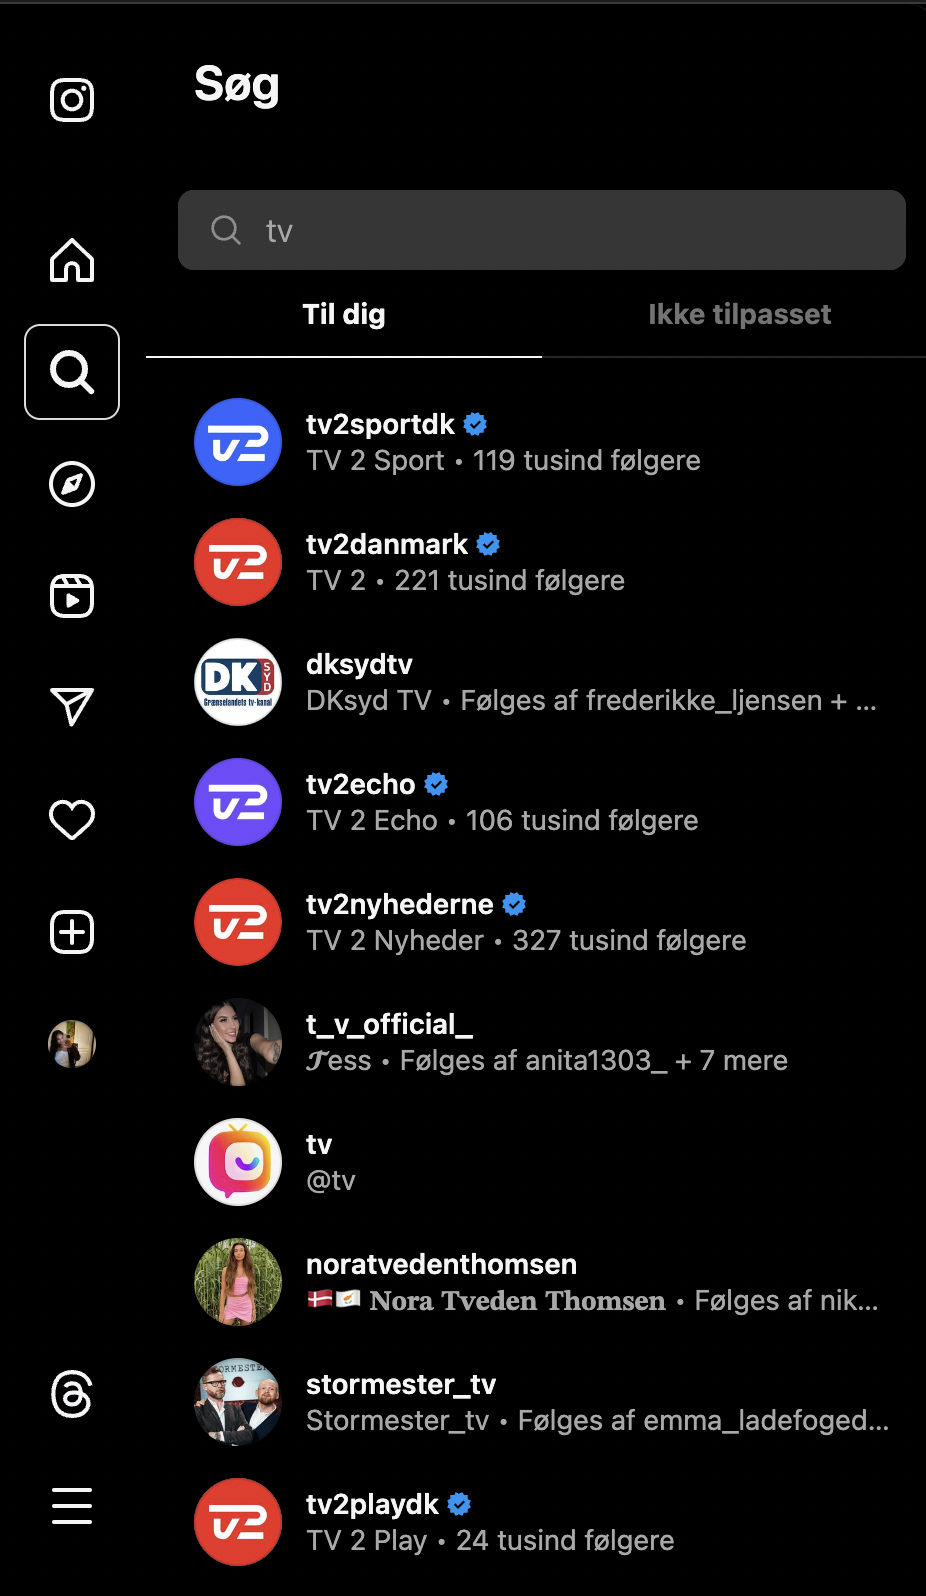 Søg
tv
Til dig
Ikke tilpasset
tv2sportdk
TV 2 Sport • 119 tusind følgere
tv2danmark
TV 2 • 221 tusind følgere
DK SYD
Grænselandets tv-kanal
dksydtv
DKsyd TV • Følges af frederikke_ljensen + ...
tv2echo
TV 2 Echo • 106 tusind følgere
tv2nyhederne
TV 2 Nyheder • 327 tusind følgere
t_v_official_
𝓣ess • Følges af anita1303_ + 7 mere
tv
@tv
noratvedenthomsen
🇩🇰🇨🇾 𝐍𝐨𝐫𝐚 𝐓𝐯𝐞𝐝𝐞𝐧 𝐓𝐡𝐨𝐦𝐬𝐞𝐧 • Følges af nik...
stormester_tv
Stormester_tv • Følges af emma_ladefoged...
tv2playdk
TV 2 Play • 24 tusind følgere